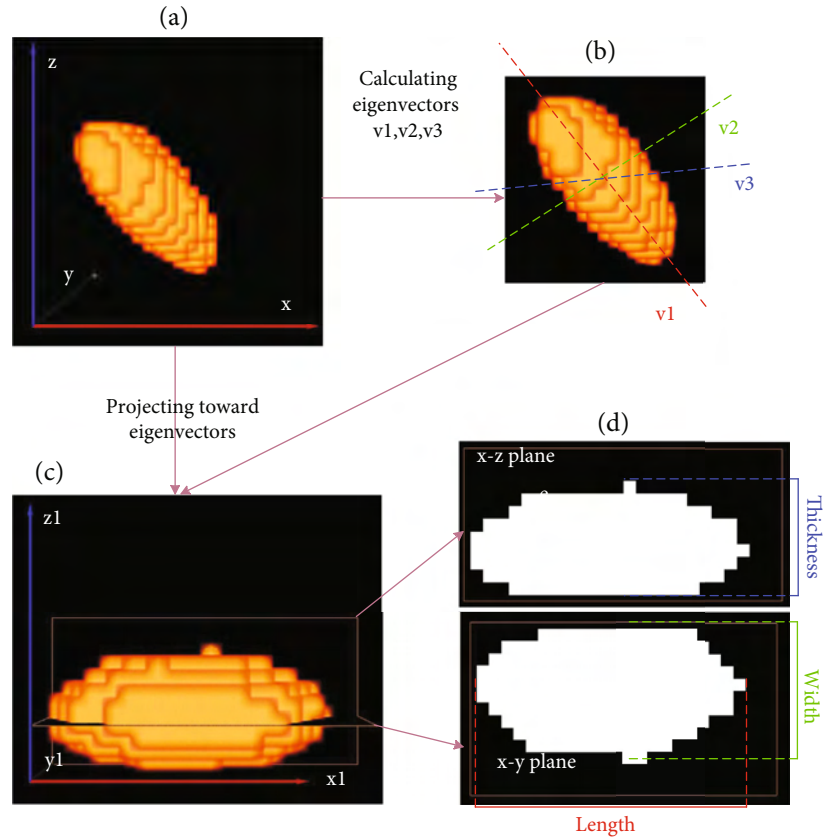 (a)
z
y
x
Calculating
eigenvectors
v1,v2,v3
(b)
v2
v3
v1
Projecting toward
eigenvectors
(c)
z1
y1
x1
(d)
x-z plane
Thickness
x-y plane
Width
Length